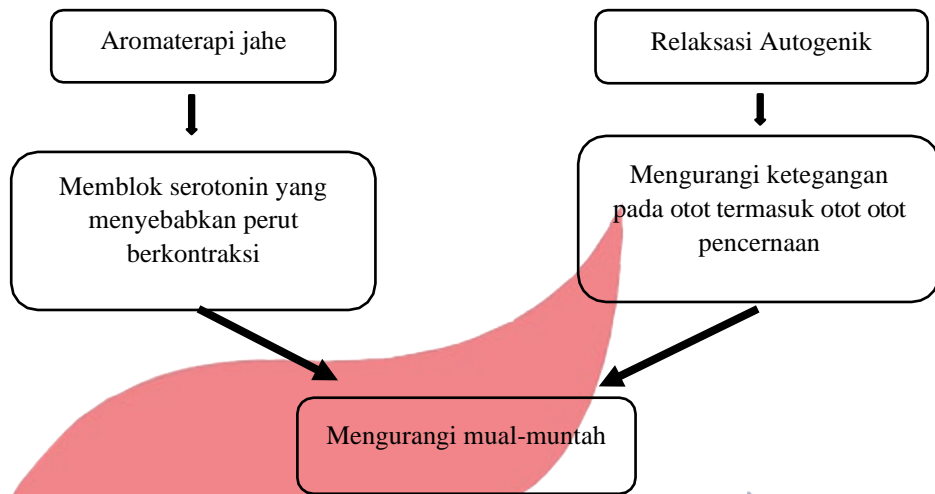 Aromaterapi jahe
Relaksasi Autogenik
Memblok serotonin yang
menyebabkan perut
berkontraksi
Mengurangi ketegangan
pada otot termasuk otot otot
pencernaan
Mengurangi mual-muntah